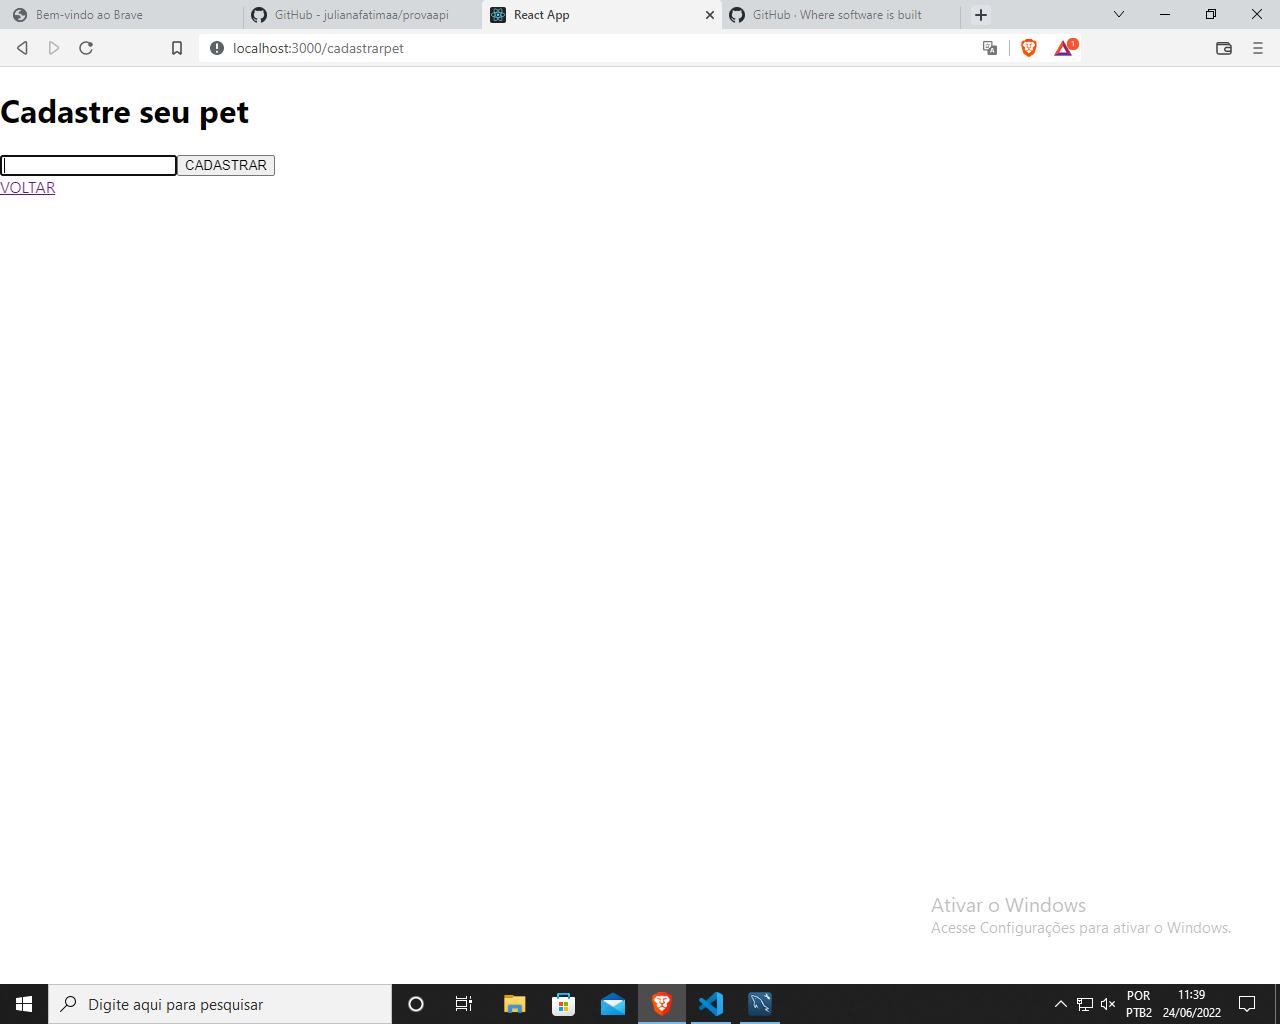 Bem-vindo ao Brave
GitHub - julianafatimaa/provaapi
React App
GitHub · Where software is built
localhost:3000/cadastrarpet
1
Cadastre seu pet
CADASTRAR
VOLTAR
Ativar o Windows
Acesse Configurações para ativar o Windows.
Digite aqui para pesquisar
POR
PTB2
11:39
24/06/2022